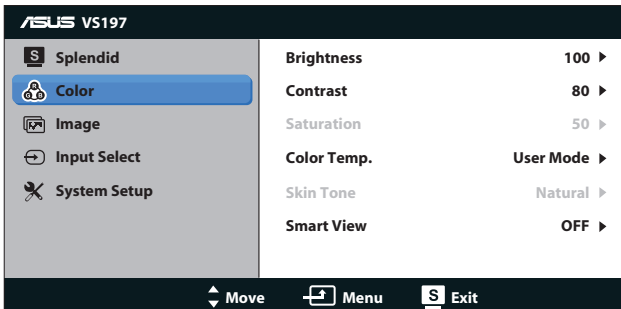 ASUS VS197
S Splendid
R G B Color
Image
Input Select
System Setup
Brightness 100
Contrast 80
Saturation 50
Color Temp. User Mode
Skin Tone Natural
Smart View OFF
Move Menu S Exit